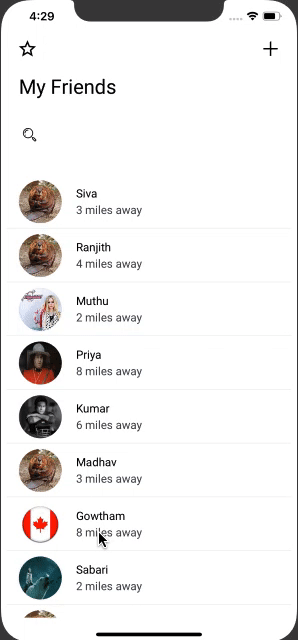 4:29
My Friends
Siva
3 miles away
Ranjith
4 miles away
Muthu
2 miles away
Priya
8 miles away
Kumar
6 miles away
Madhav
3 miles away
Gowtham
8 miles away
Sabari
2 miles away